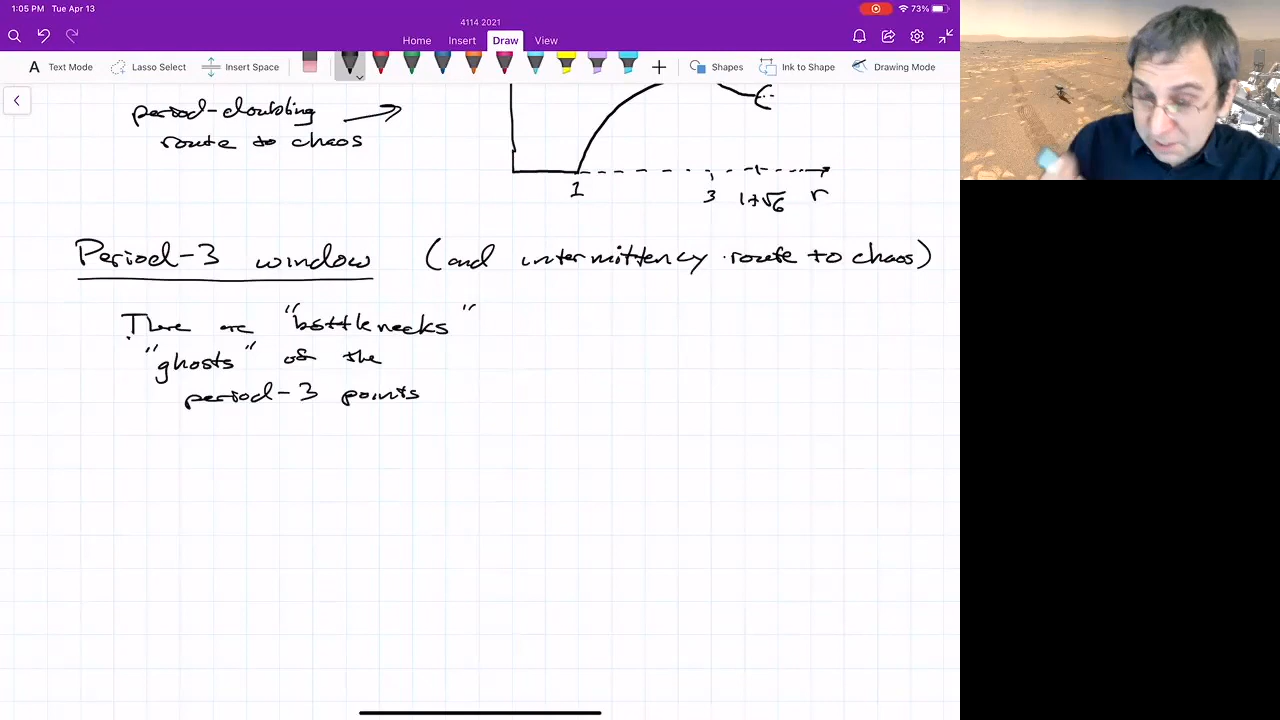 1:05 PM Tue Apr 13
73%
4114 2021
Home Insert Draw View
A Text Mode Lasso Select Insert Space Shapes Ink to Shape Drawing Mode
period-doubling
route to chaos
1 3 1+√6 r
Period-3 window (and intermittency route to chaos)
There are "bottlenecks"
"ghosts" of the
period-3 points